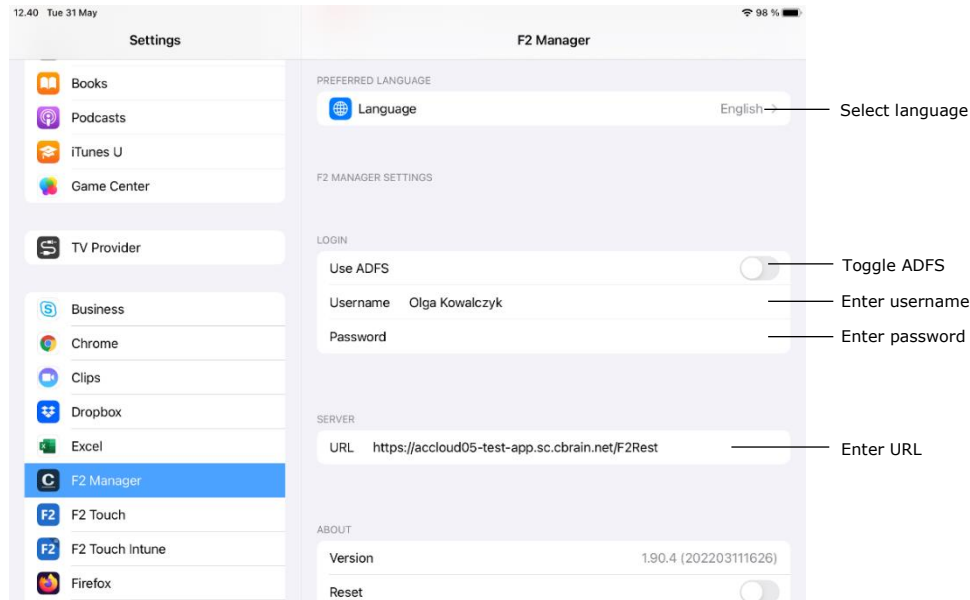 12.40 Tue 31 May
98 %
Settings
F2 Manager
Books
Podcasts
iTunes U
Game Center
TV Provider
Business
Chrome
Clips
Dropbox
Excel
F2 Manager
F2 Touch
F2 Touch Intune
Firefox
PREFERRED LANGUAGE
Language English
Select language
F2 MANAGER SETTINGS
LOGIN
Use ADFS
Toggle ADFS
Username Olga Kowalczyk
Enter username
Password
Enter password
SERVER
URL https://accloud05-test-app.sc.cbrain.net/F2Rest
Enter URL
ABOUT
Version 1.90.4 (202203111626)
Reset